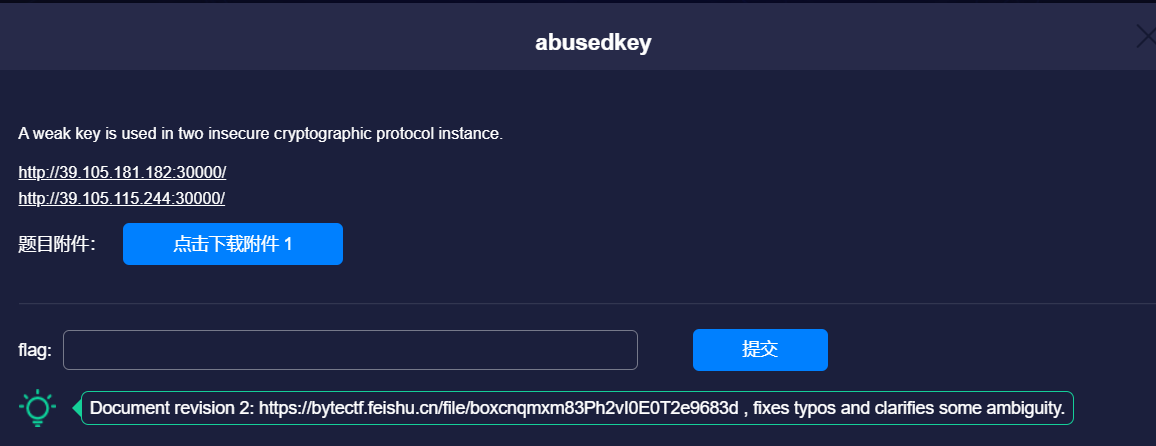 abusedkey
A weak key is used in two insecure cryptographic protocol instance.
http://39.105.181.182:30000/
http://39.105.115.244:30000/
题目附件： 点击下载附件 1
flag: 提交
Document revision 2: https://bytectf.feishu.cn/file/boxcnqmxm83Ph2vI0E0T2e9683d , fixes typos and clarifies some ambiguity.